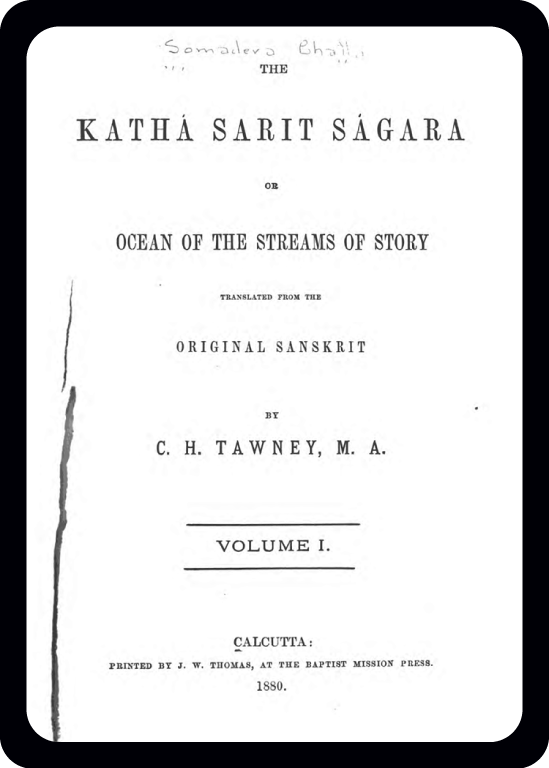 Somadeva Bhaṭṭa
THE
KATHÁ SARIT SÁGARA
OR
OCEAN OF THE STREAMS OF STORY
TRANSLATED FROM THE
ORIGINAL SANSKRIT
BY
C. H. TAWNEY, M. A.
VOLUME I.
CALCUTTA:
PRINTED BY J. W. THOMAS, AT THE BAPTIST MISSION PRESS.
1880.